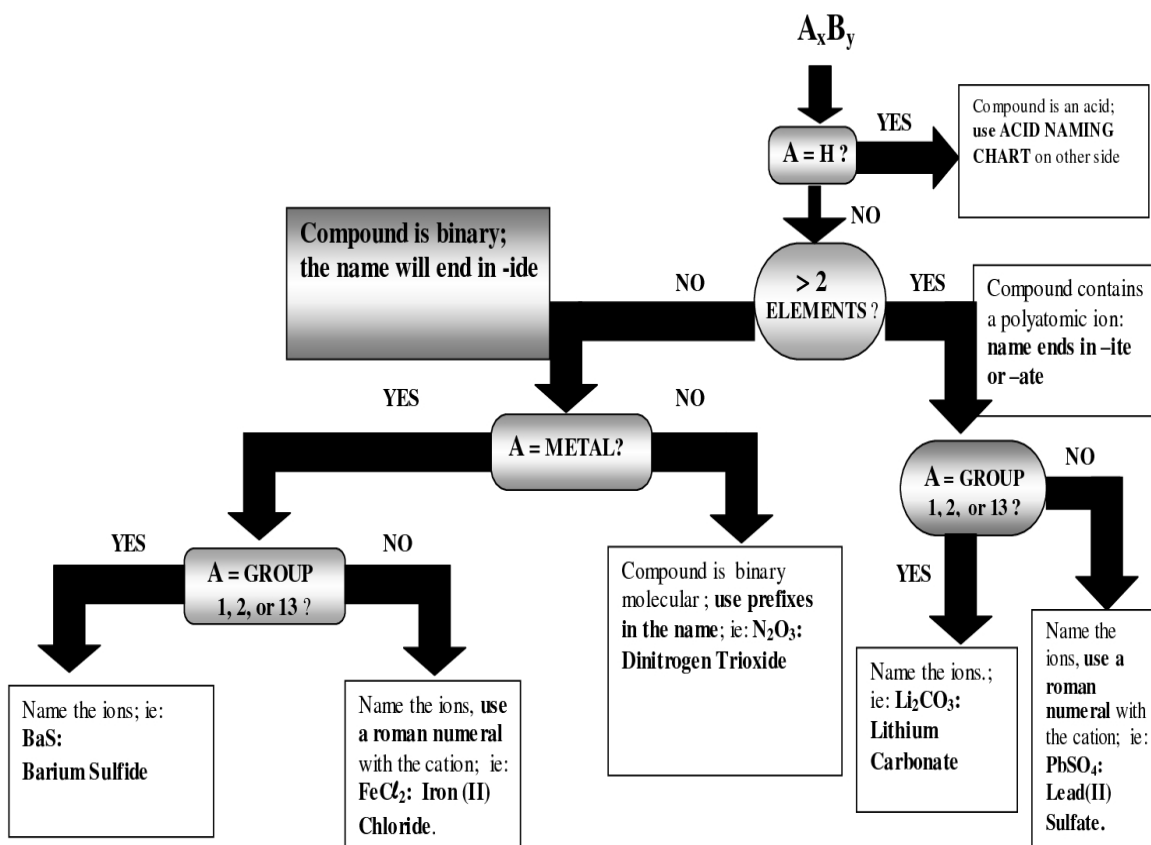 AₓBᵧ
A = H ?
YES
Compound is an acid;
use ACID NAMING
CHART on other side
NO
Compound is binary;
the name will end in -ide
> 2
ELEMENTS ?
NO
YES
Compound contains
a polyatomic ion:
name ends in –ite
or –ate
YES
NO
A = METAL?
A = GROUP
1, 2, or 13 ?
NO
YES
NO
A = GROUP
1, 2, or 13 ?
YES
Compound is binary
molecular ; use prefixes
in the name; ie: N₂O₃:
Dinitrogen Trioxide
Name the ions; ie:
BaS:
Barium Sulfide
Name the ions, use
a roman numeral
with the cation; ie:
FeCℓ₂: Iron (II)
Chloride.
Name the ions.;
ie: Li₂CO₃:
Lithium
Carbonate
Name the
ions, use a
roman
numeral with
the cation; ie:
PbSO₄:
Lead(II)
Sulfate.